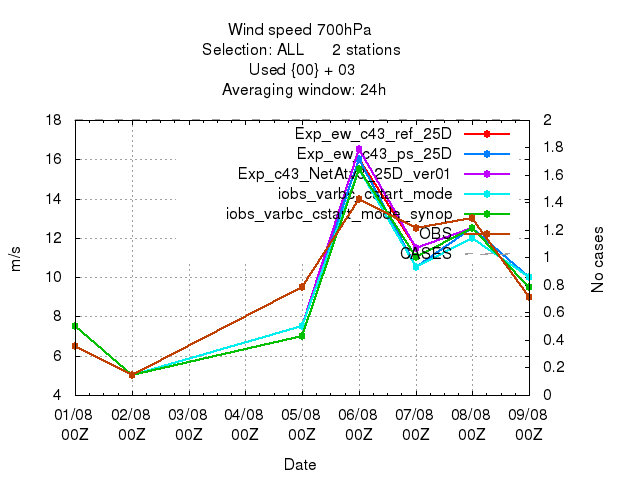 Wind speed 700hPa
Selection: ALL 2 stations
Used {00} + 03
Averaging window: 24h
18
16
14
12
10
8
6
4
m/s
2
1.8
1.6
1.4
1.2
1
0.8
0.6
0.4
0.2
0
No cases
Exp_ew_c43_ref_25D
Exp_ew_c43_ps_25D
Exp_c43_NetAtmo_25D_ver01
iobs_varbc_cstart_mode
iobs_varbc_cstart_mode_synop
OBS
CASES
01/08 02/08 03/08 04/08 05/08 06/08 07/08 08/08 09/08
00Z 00Z 00Z 00Z 00Z 00Z 00Z 00Z 00Z
Date